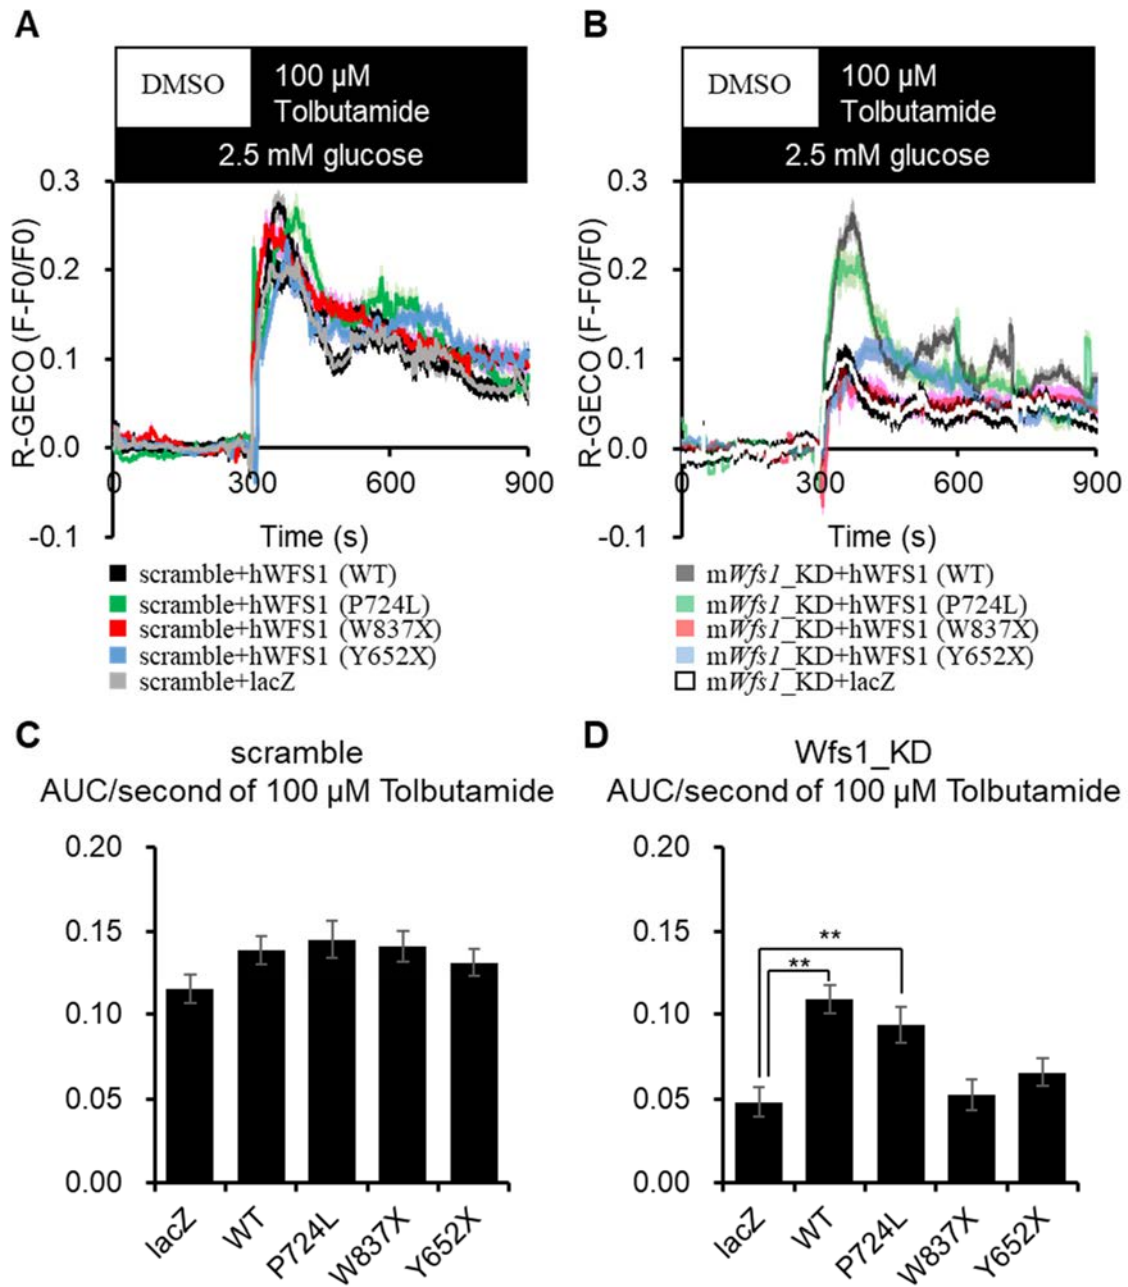 A
DMSO
100 µM
Tolbutamide
2.5 mM glucose
R-GECO (F-F0/F0)
0.3
0.2
0.1
0.0
-0.1
0
300
600
900
Time (s)
scramble+hWFS1 (WT)
scramble+hWFS1 (P724L)
scramble+hWFS1 (W837X)
scramble+hWFS1 (Y652X)
scramble+lacZ
B
DMSO
100 µM
Tolbutamide
2.5 mM glucose
R-GECO (F-F0/F0)
0.3
0.2
0.1
0.0
-0.1
0
300
600
900
Time (s)
mWfs1_KD+hWFS1 (WT)
mWfs1_KD+hWFS1 (P724L)
mWfs1_KD+hWFS1 (W837X)
mWfs1_KD+hWFS1 (Y652X)
mWfs1_KD+lacZ
C
scramble
AUC/second of 100 µM Tolbutamide
0.20
0.15
0.10
0.05
0.00
lacZ
WT
P724L
W837X
Y652X
D
Wfs1_KD
AUC/second of 100 µM Tolbutamide
0.20
0.15
0.10
0.05
0.00
**
**
lacZ
WT
P724L
W837X
Y652X